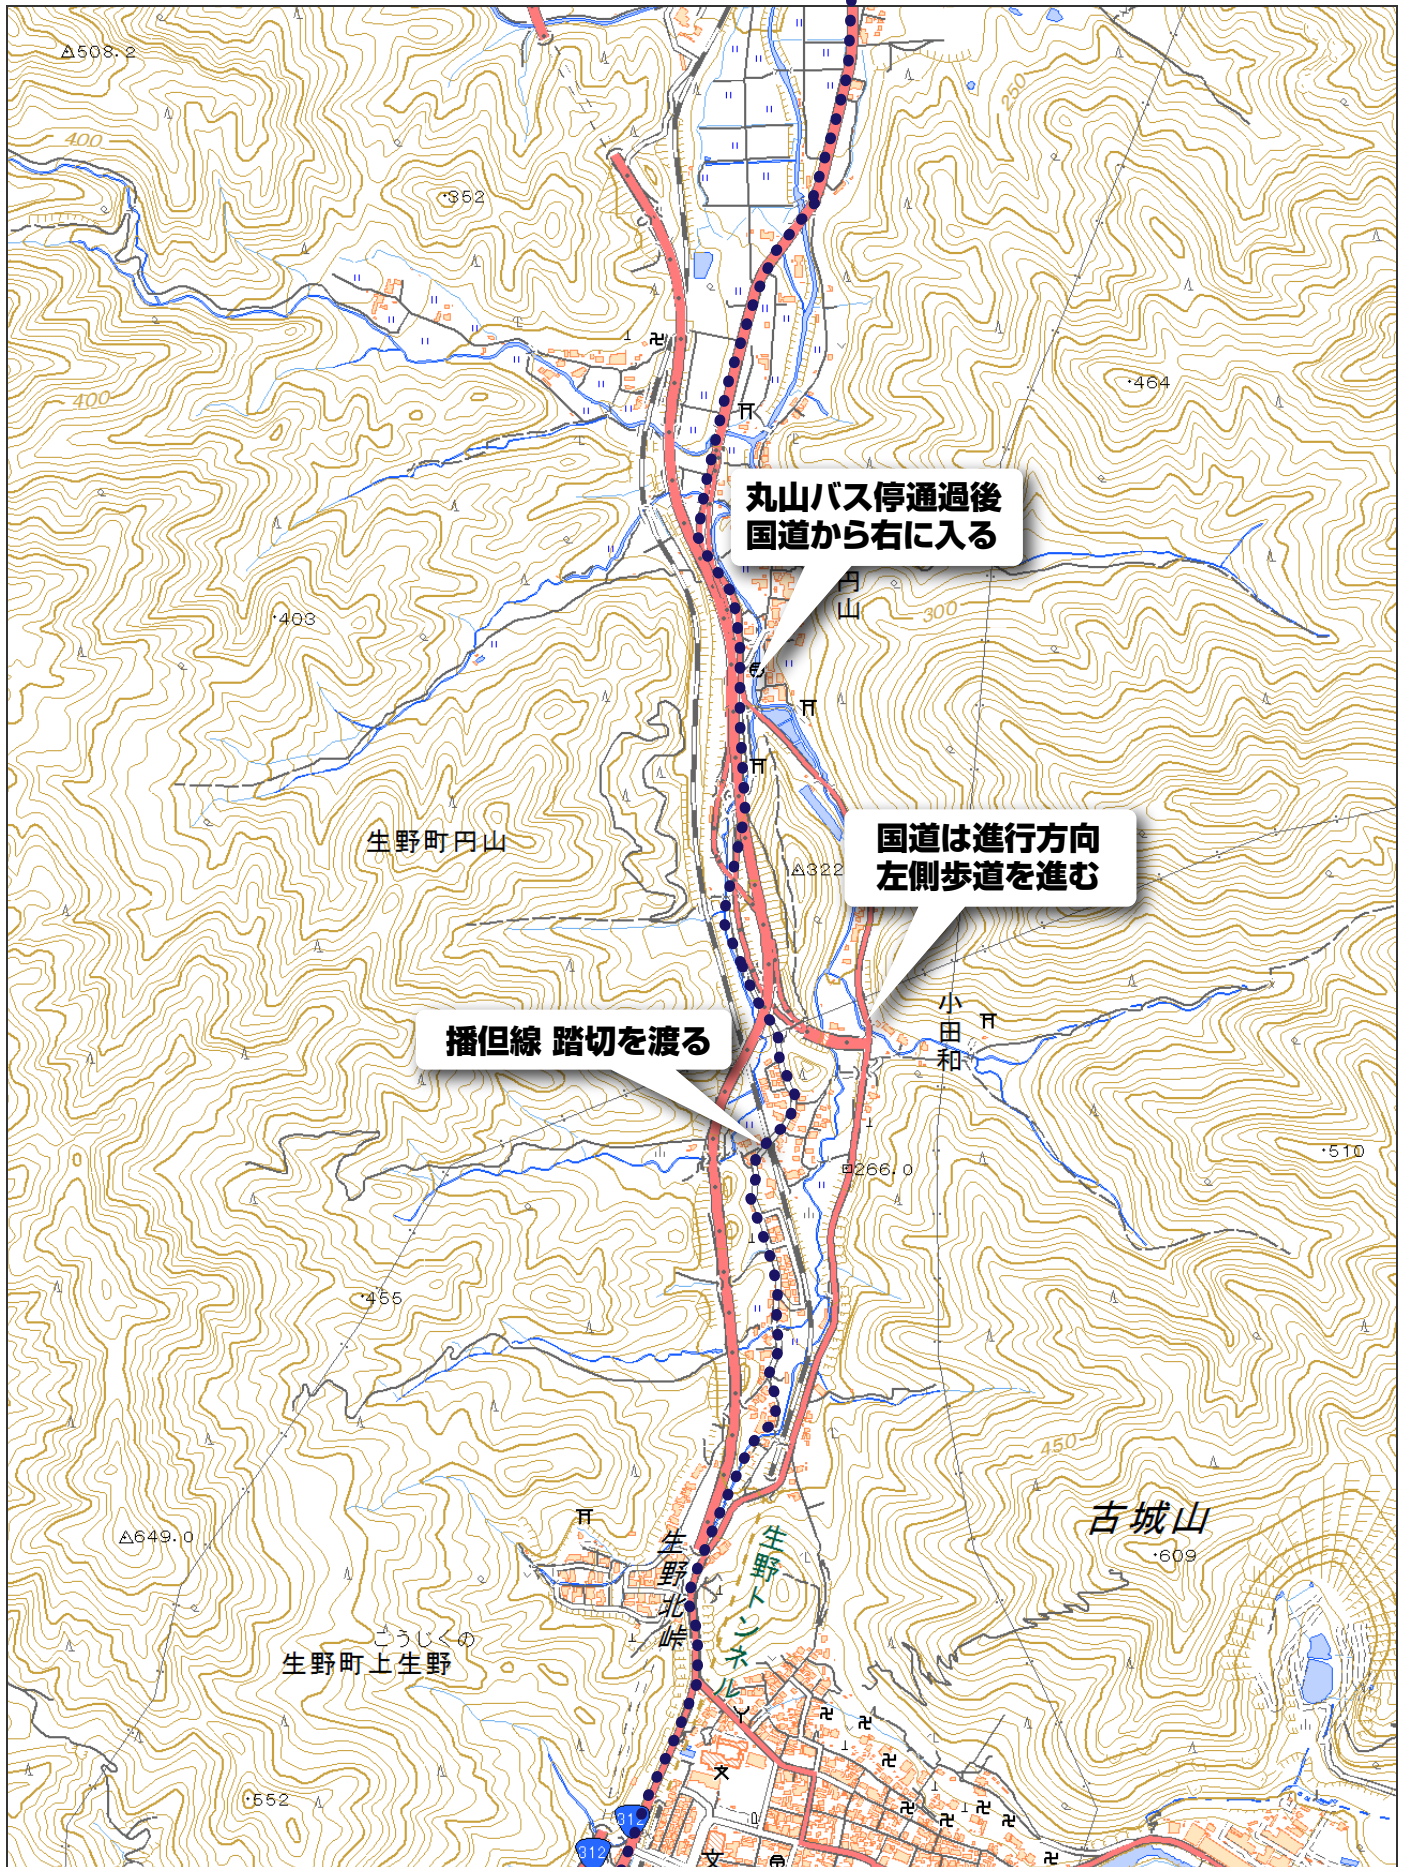 508.2
250
400
352
464
400
丸山バス停通過後
国道から右に入る
円山
300
403
生野町円山
国道は進行方向
左側歩道を進む
322
小田和
播但線 踏切を渡る
510
266.0
455
450
古城山
609
649.0
生野北峠
生野トンネル
こうじくの
生野町上生野
552
312
312